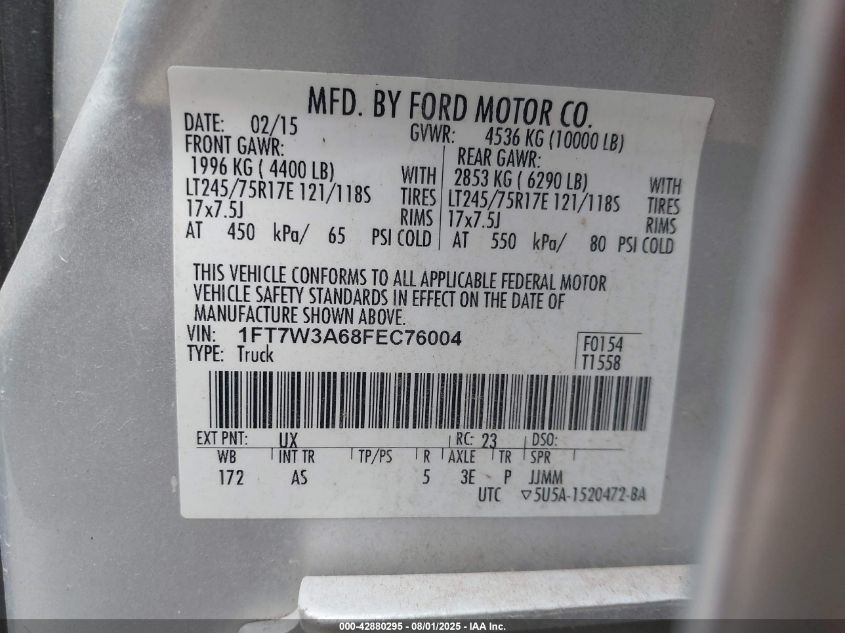 MFD. BY FORD MOTOR CO.
DATE: 02/15 GVWR: 4536 KG (10000 LB)
FRONT GAWR: REAR GAWR:
1996 KG ( 4400 LB) WITH 2853 KG ( 6290 LB) WITH
LT245/75R17E 121/118S TIRES LT245/75R17E 121/118S TIRES
17x7.5J RIMS 17x7.5J RIMS
AT 450 kPa/ 65 PSI COLD AT 550 kPa/ 80 PSI COLD
THIS VEHICLE CONFORMS TO ALL APPLICABLE FEDERAL MOTOR
VEHICLE SAFETY STANDARDS IN EFFECT ON THE DATE OF
MANUFACTURE SHOWN ABOVE.
VIN: 1FT7W3A68FEC76004 F0154
TYPE: Truck T1558
EXT PNT: UX RC: 23 DSO:
WB INT TR TP/PS R AXLE TR SPR
172 AS 5 3E P JJMM
UTC ▽5U5A-1520472-BA
000-42880295 - 08/01/2025 - IAA Inc.